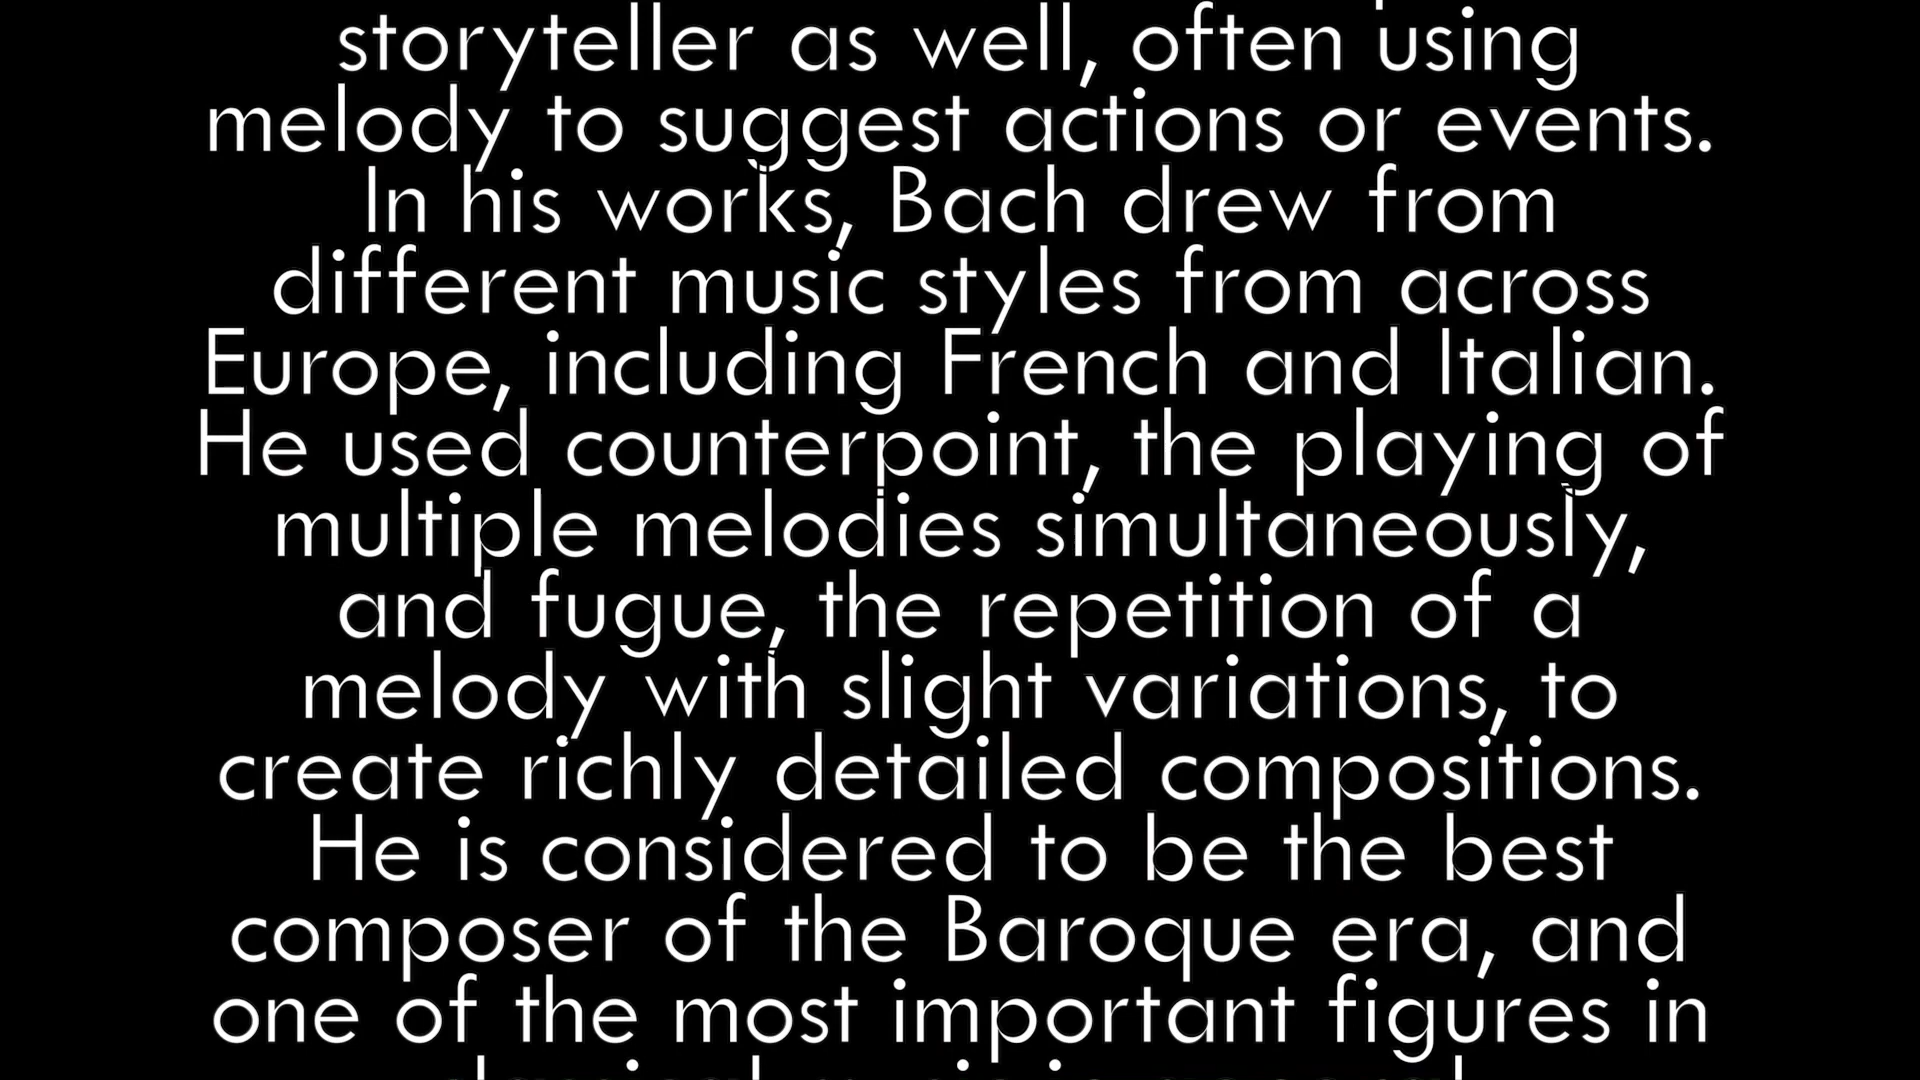 storyteller as well, often using
melody to suggest actions or events.
In his works, Bach drew from
different music styles from across
Europe, including French and Italian.
He used counterpoint, the playing of
multiple melodies simultaneously,
and fugue, the repetition of a
melody with slight variations, to
create richly detailed compositions.
He is considered to be the best
composer of the Baroque era, and
one of the most important figures in